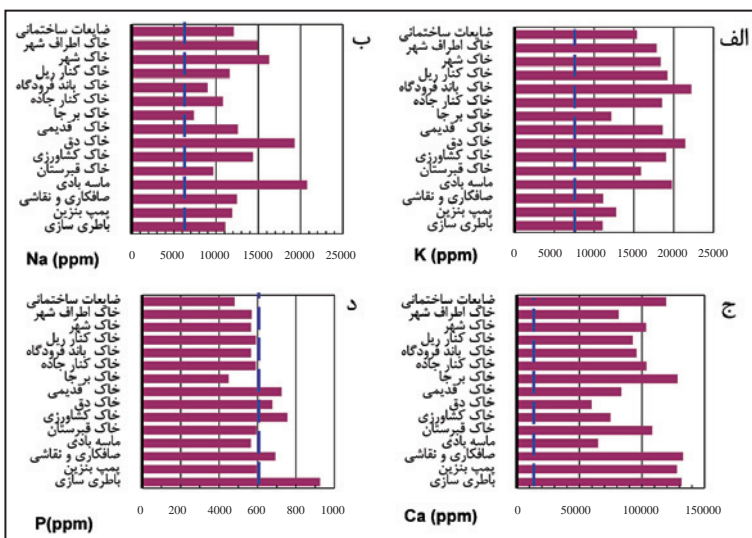 الف
ضایعات ساختمانی
خاک اطراف شهر
خاک شهر
خاک کنار ریل
خاک باند فرودگاه
خاک کنار جاده
خاک بر جا
خاک قدیمی
خاک دق
خاک کشاورزی
خاک قبرستان
ماسه بادی
صافکاری و نقاشی
پمپ بنزین
باطری سازی
0 5000 10000 15000 20000 25000
K (ppm)
ب
ضایعات ساختمانی
خاک اطراف شهر
خاک شهر
خاک کنار ریل
خاک باند فرودگاه
خاک کنار جاده
خاک بر جا
خاک قدیمی
خاک دق
خاک کشاورزی
خاک قبرستان
ماسه بادی
صافکاری و نقاشی
پمپ بنزین
باطری سازی
0 5000 10000 15000 20000 25000
Na (ppm)
ج
ضایعات ساختمانی
خاک اطراف شهر
خاک شهر
خاک کنار ریل
خاک باند فرودگاه
خاک کنار جاده
خاک بر جا
خاک قدیمی
خاک دق
خاک کشاورزی
خاک قبرستان
ماسه بادی
صافکاری و نقاشی
پمپ بنزین
باطری سازی
0 50000 100000 150000
Ca (ppm)
د
ضایعات ساختمانی
خاک اطراف شهر
خاک شهر
خاک کنار ریل
خاک باند فرودگاه
خاک کنار جاده
خاک بر جا
خاک قدیمی
خاک دق
خاک کشاورزی
خاک قبرستان
ماسه بادی
صافکاری و نقاشی
پمپ بنزین
باطری سازی
0 200 400 600 800 1000
P(ppm)